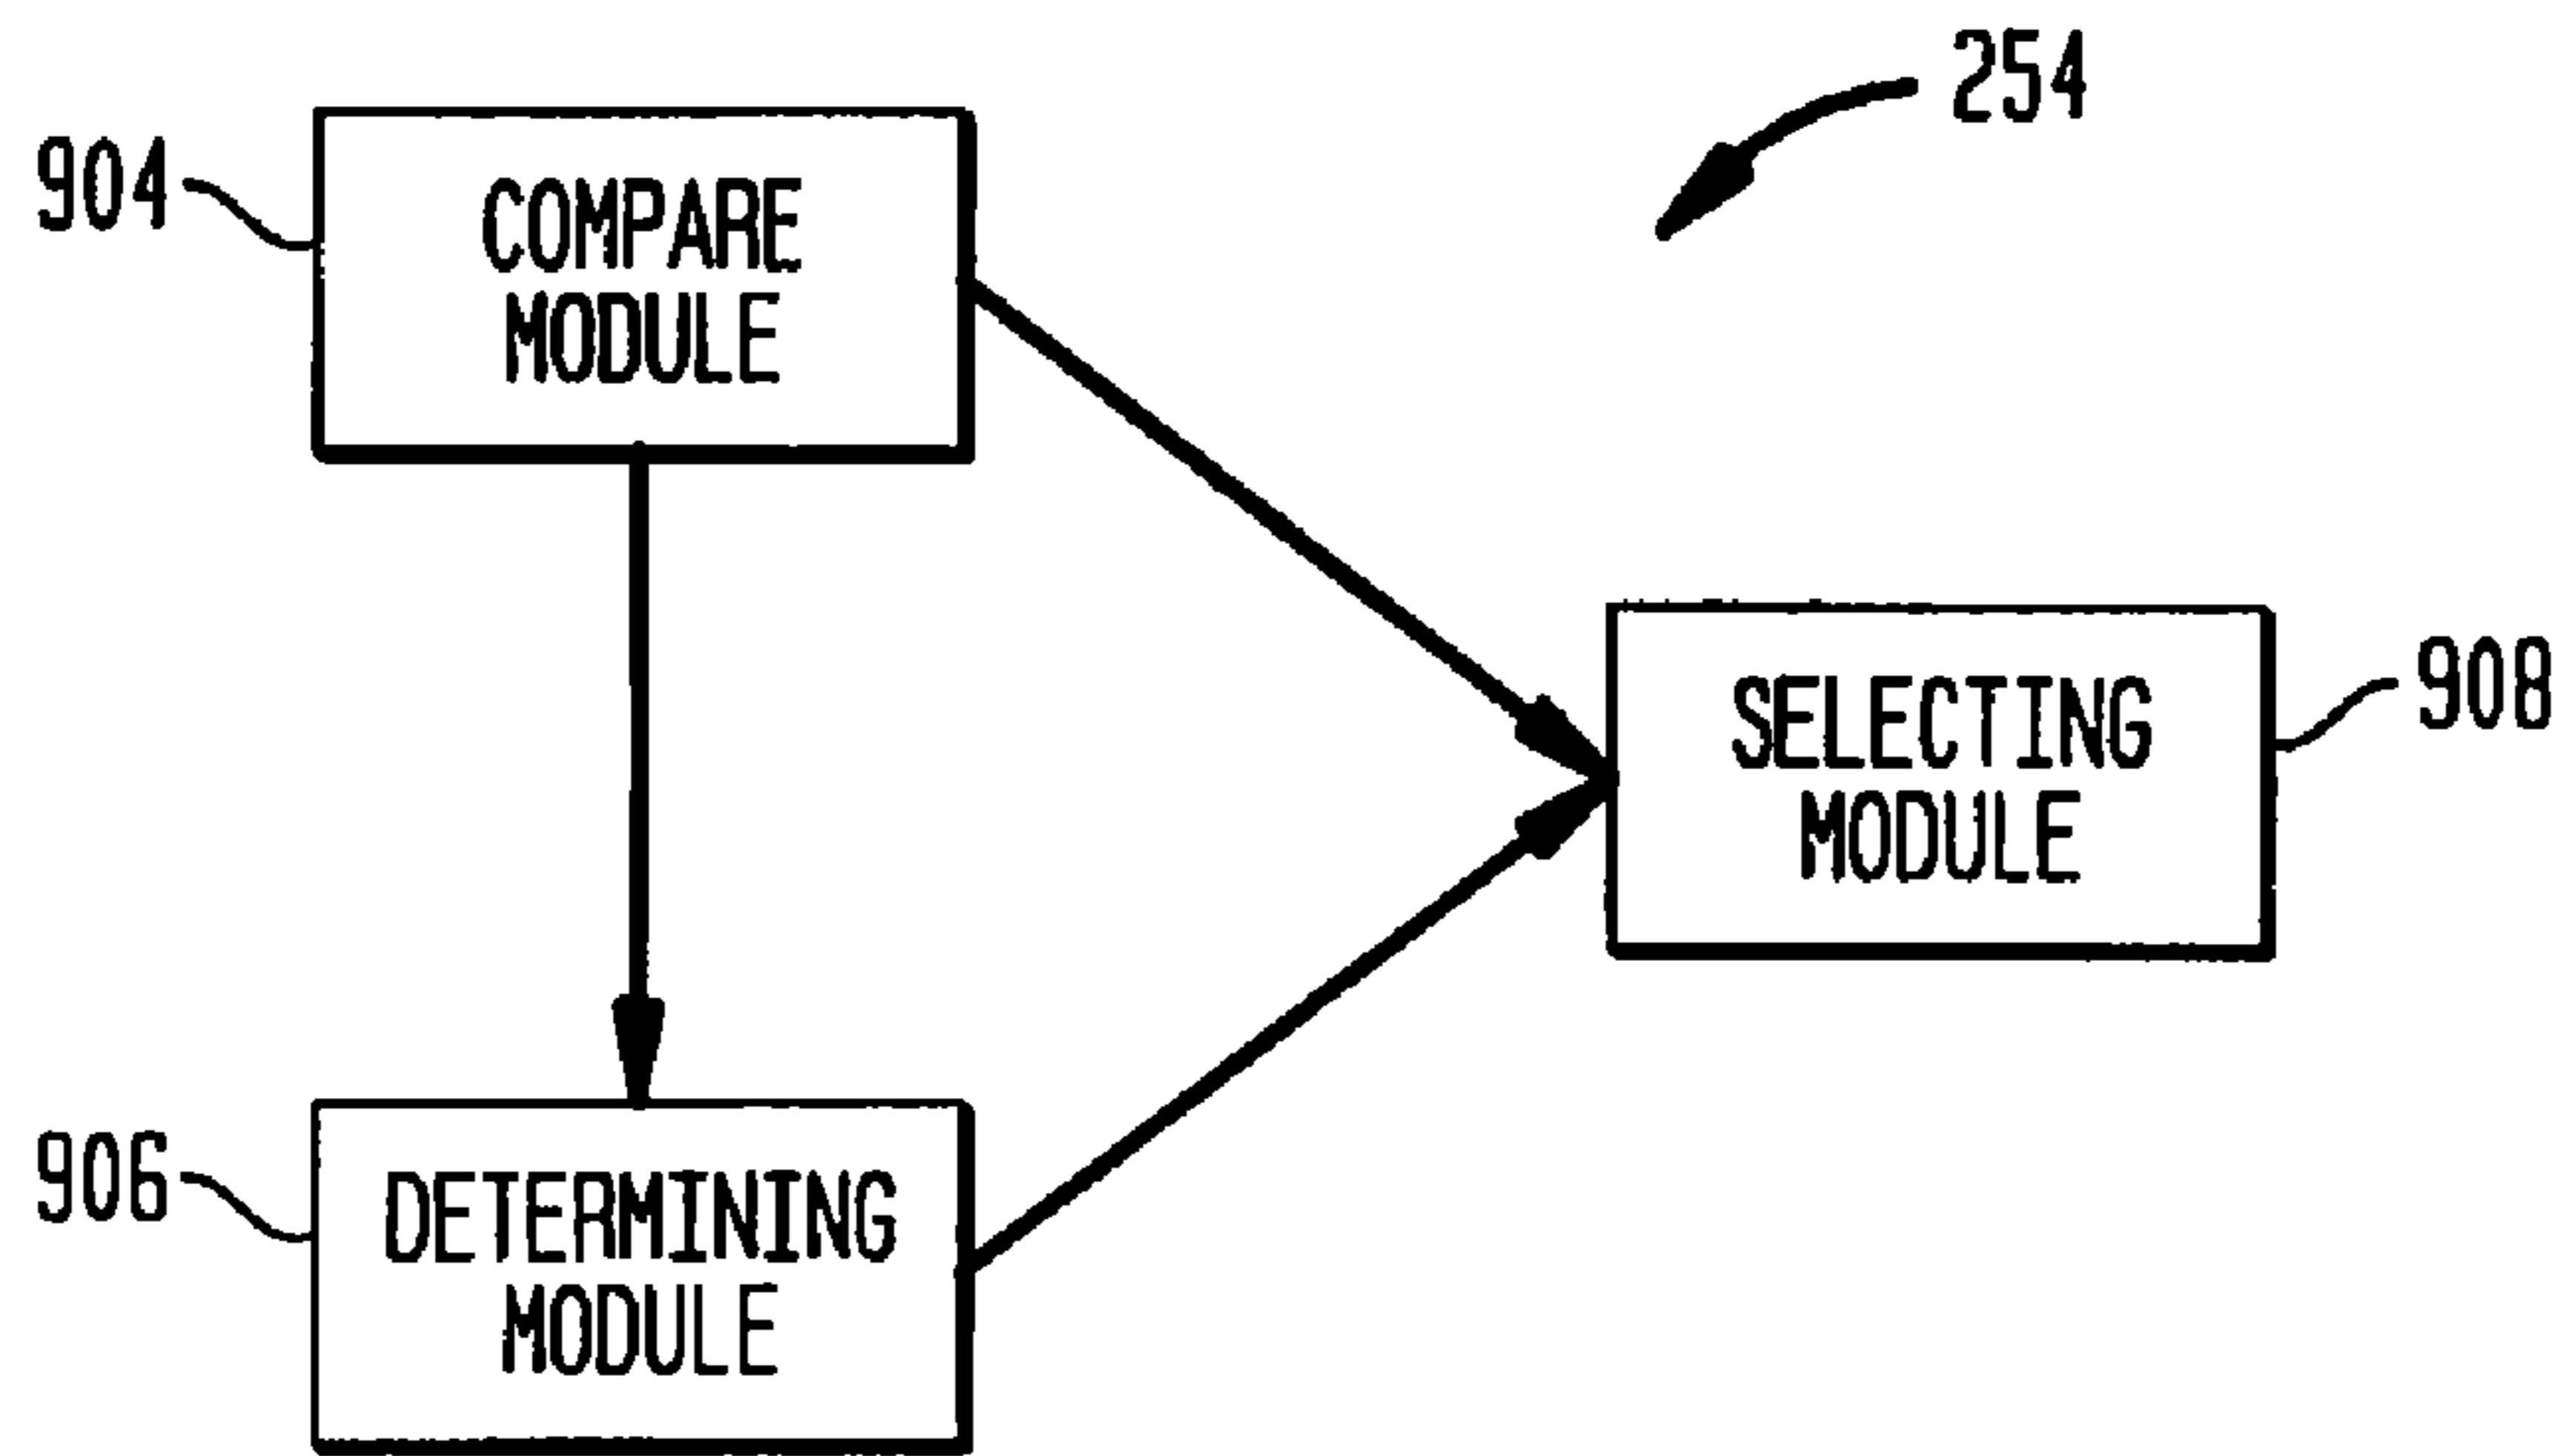 254
904
COMPARE
MODULE
SELECTING
MODULE
908
906
DETERMINING
MODULE